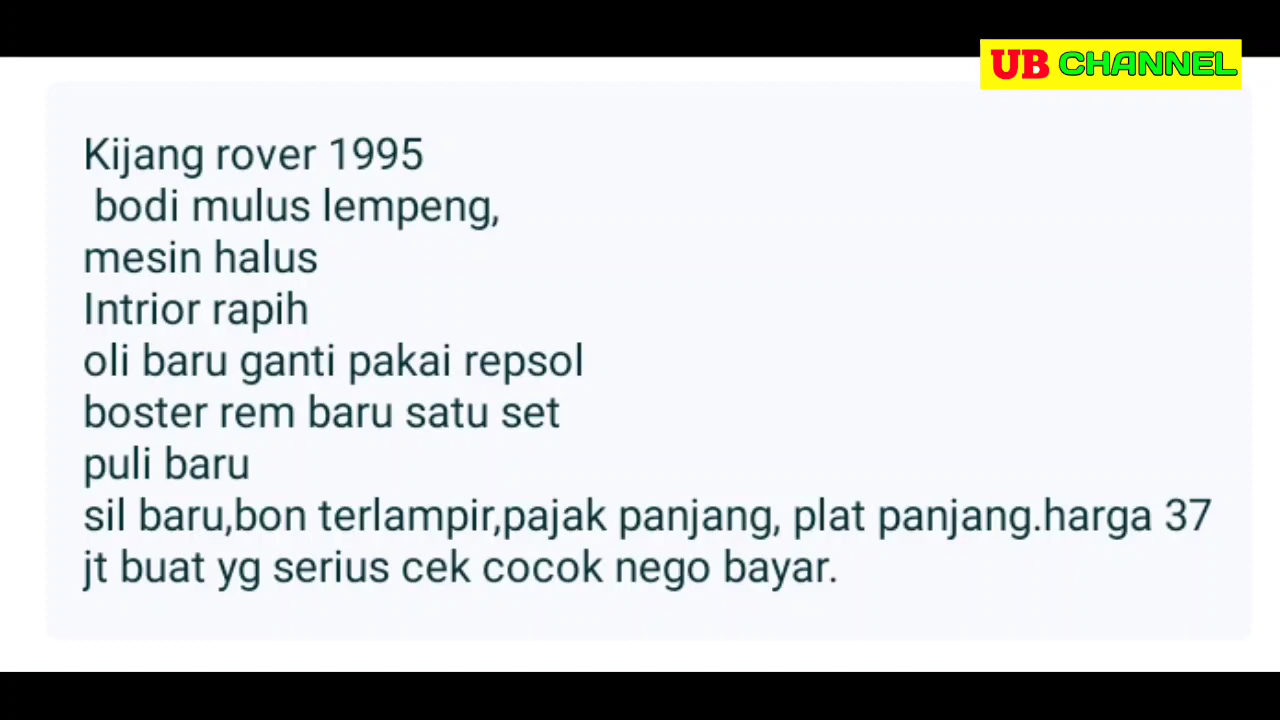 UB CHANNEL
Kijang rover 1995
bodi mulus lempeng,
mesin halus
Intrior rapih
oli baru ganti pakai repsol
boster rem baru satu set
puli baru
sil baru,bon terlampir,pajak panjang, plat panjang.harga 37
jt buat yg serius cek cocok nego bayar.